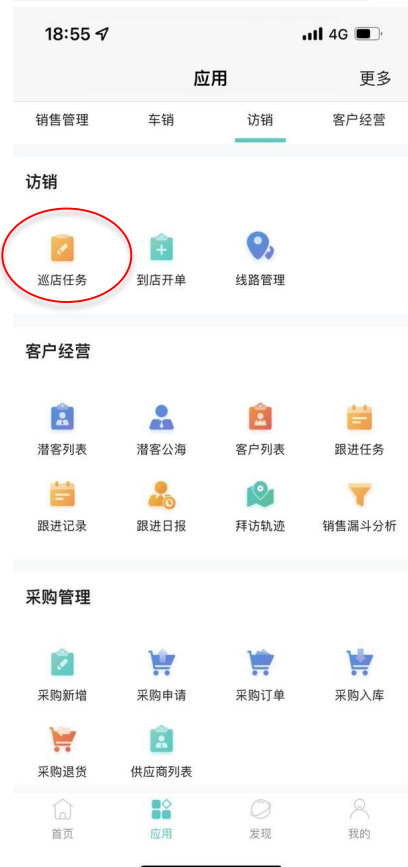 18:55 4G
应用 更多
销售管理 车销 访销 客户经营
访销
巡店任务 到店开单 线路管理
客户经营
潜客列表 潜客公海 客户列表 跟进任务
跟进记录 跟进日报 拜访轨迹 销售漏斗分析
采购管理
采购新增 采购申请 采购订单 采购入库
采购退货 供应商列表
首页 应用 发现 我的